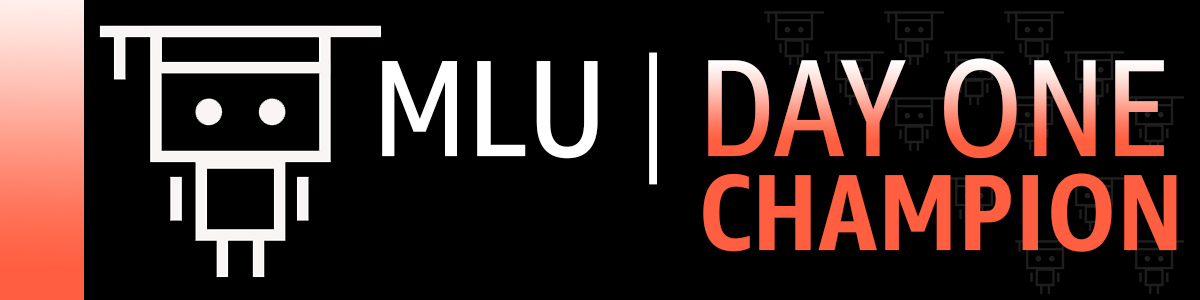 MLU | DAY ONE
CHAMPION